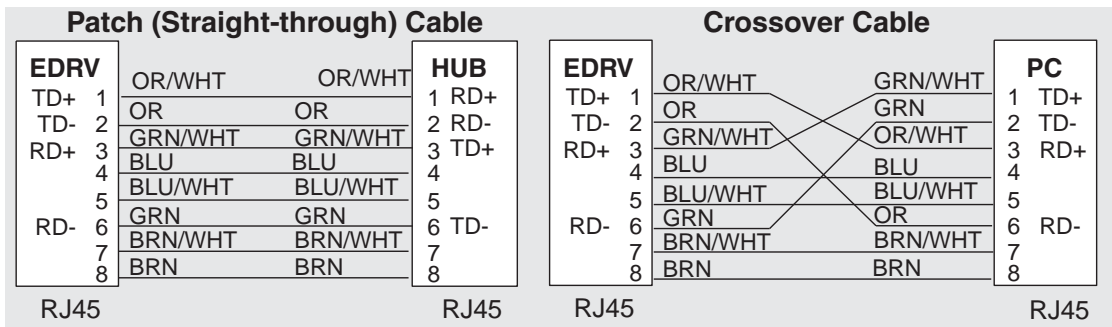 Patch (Straight-through) Cable
EDRV OR/WHT OR/WHT HUB
TD+ 1 1 RD+
OR OR
TD- 2 2 RD-
GRN/WHT GRN/WHT
RD+ 3 3 TD+
BLU BLU
4 4
BLU/WHT BLU/WHT
5 5
GRN GRN
RD- 6 6 TD-
BRN/WHT BRN/WHT
7 7
BRN BRN
8 8
RJ45 RJ45
Crossover Cable
EDRV OR/WHT GRN/WHT PC
TD+ 1 1 TD+
OR GRN
TD- 2 2 TD-
GRN/WHT OR/WHT
RD+ 3 3 RD+
BLU BLU
4 4
BLU/WHT BLU/WHT
5 5
GRN OR
RD- 6 6 RD-
BRN/WHT BRN/WHT
7 7
BRN BRN
8 8
RJ45 RJ45